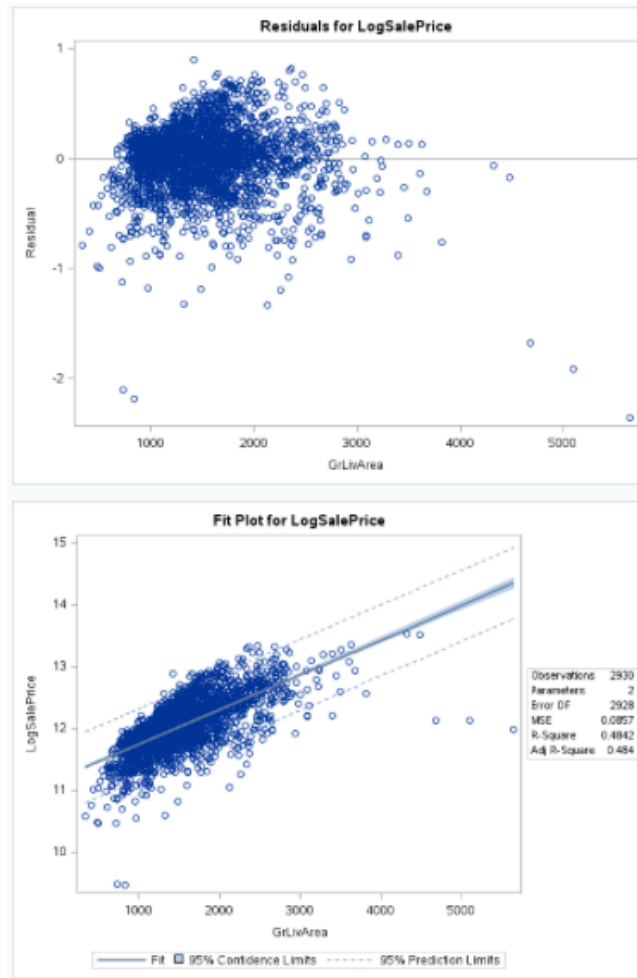 Residuals for LogSalePrice
1
0
-1
-2
Residual
1000 2000 3000 4000 5000
GrLivArea
Fit Plot for LogSalePrice
15
14
13
12
11
10
LogSalePrice
1000 2000 3000 4000 5000
GrLivArea
Observations 2930
Parameters 2
Error DF 2928
MSE 0.0857
R-Square 0.4842
Adj R-Square 0.484
Fit 95% Confidence Limits 95% Prediction Limits